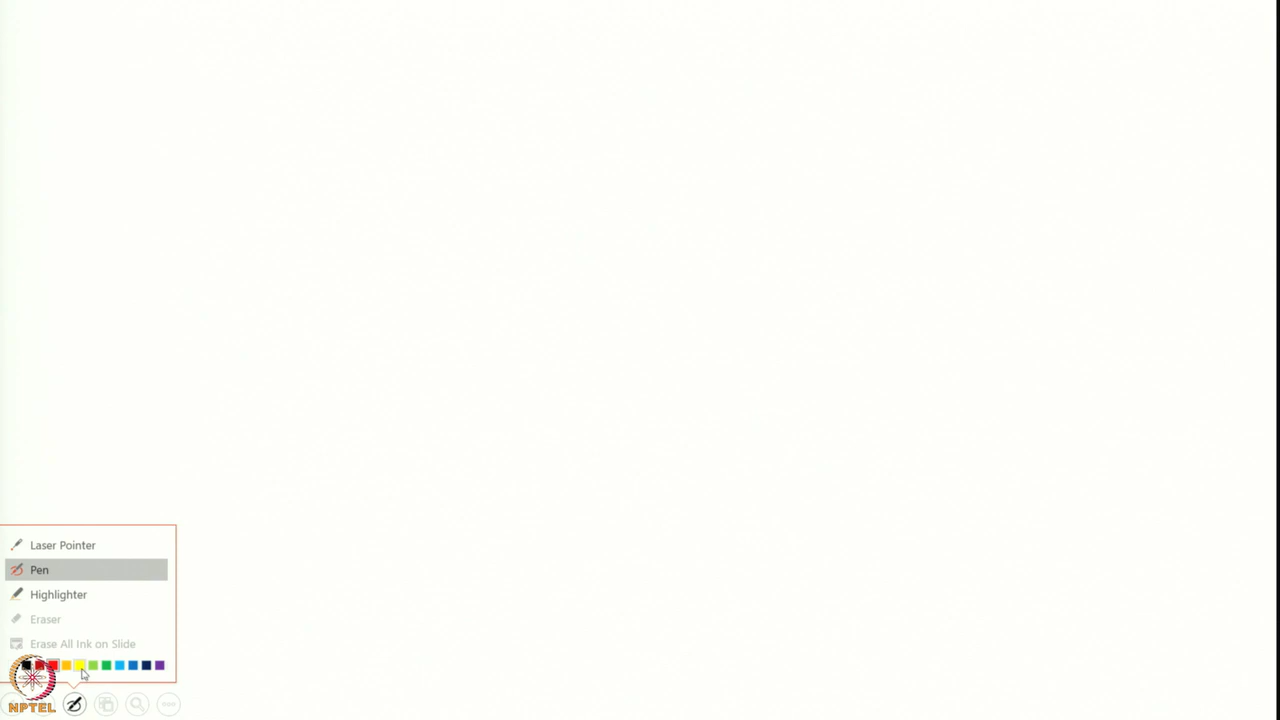 Laser Pointer
Pen
Highlighter
Eraser
Erase All Ink on Slide
NPTEL